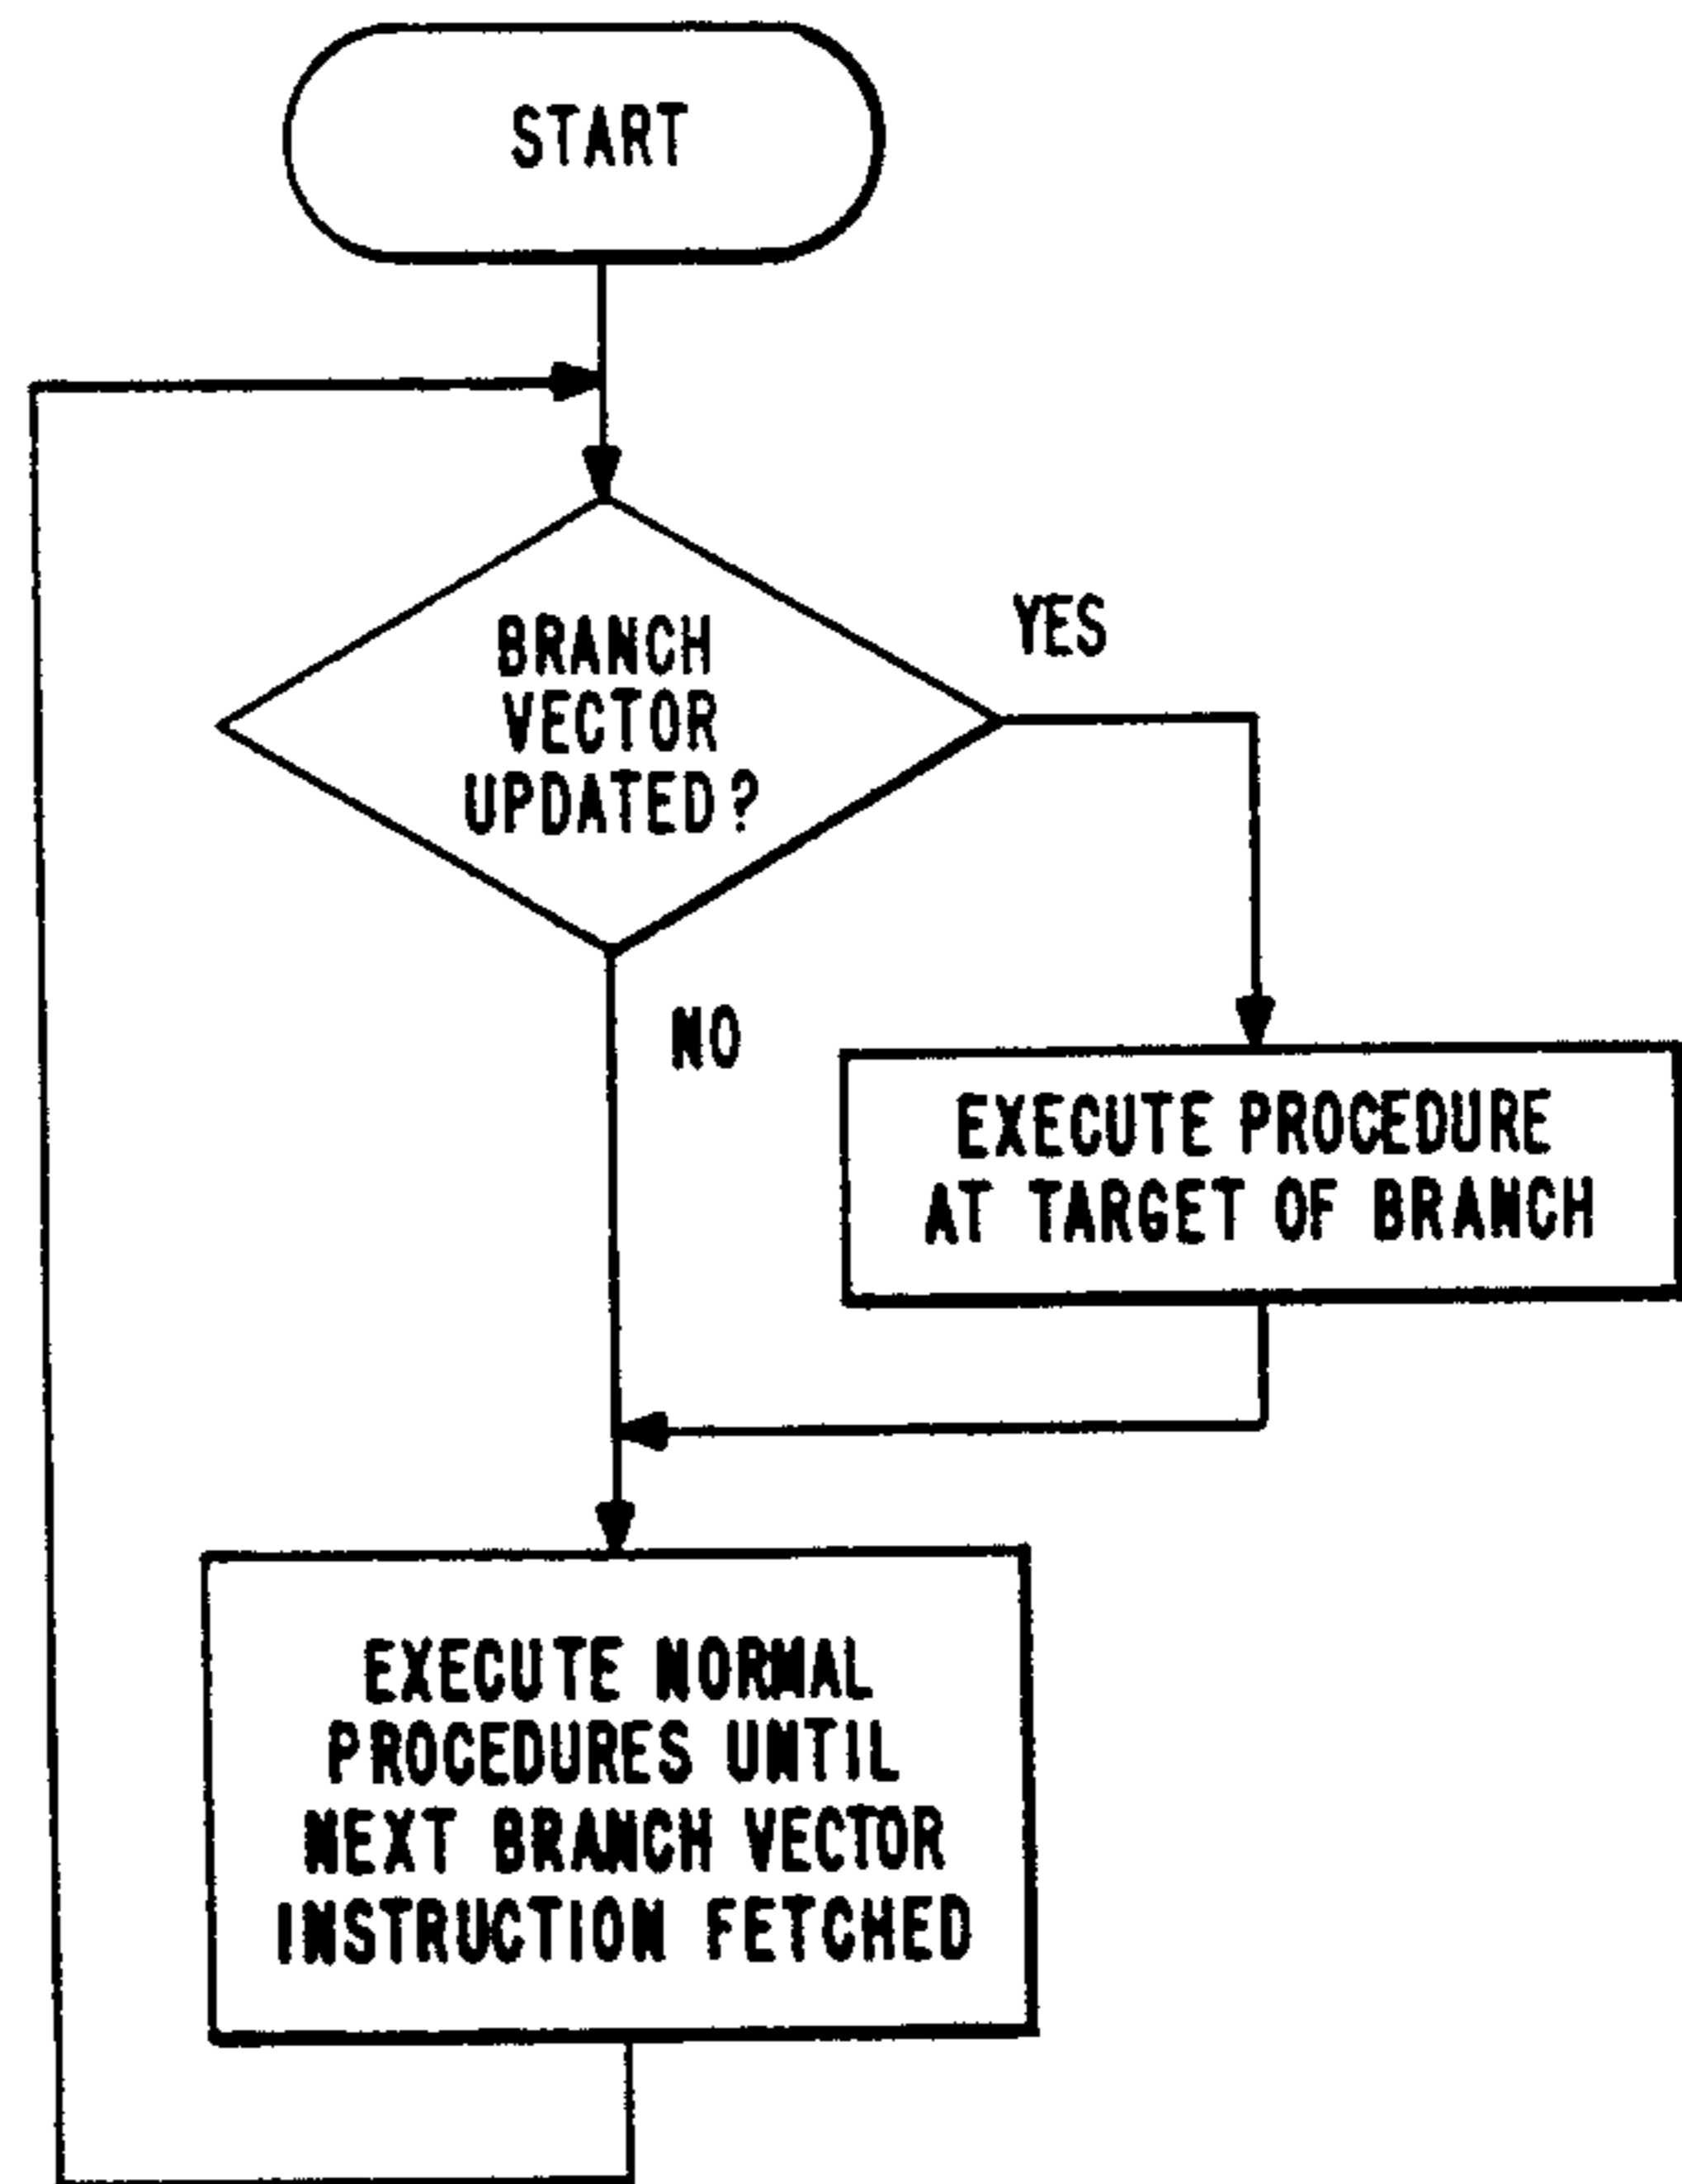 START
BRANCH
VECTOR
UPDATED?
YES
NO
EXECUTE PROCEDURE
AT TARGET OF BRANCH
EXECUTE NORMAL
PROCEDURES UNTIL
NEXT BRANCH VECTOR
INSTRUCTION FETCHED